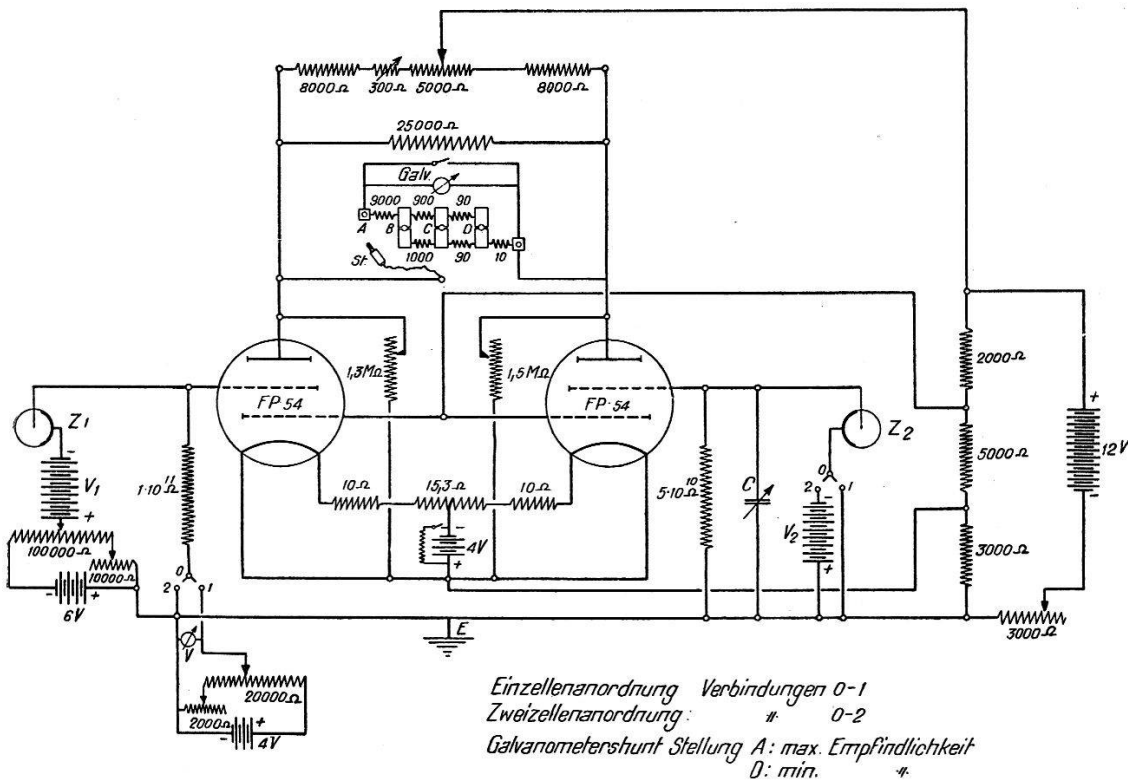 8000Ω 300Ω 5000Ω 8000Ω
25000Ω
Galv.
9000 900 90
A B C D
1000 90 10
St.
1,3MΩ 1,5MΩ
2000Ω
FP·54 FP·54
Z1 Z2
+
12V
-
5000Ω
-
V1
+
1·10¹¹Ω
10Ω 15,3Ω 10Ω
5·10¹⁰Ω
C
0
2 1
-
V2
+
- 4V
+
3000Ω
100000Ω
10000Ω
0
2 1
- + 6V
E
3000Ω
V
20000Ω
2000Ω
- + 4V
Einzellenanordnung Verbindungen 0-1
Zweizellenanordnung: " 0-2
Galvanometershunt Stellung A: max. Empfindlichkeit
D: min. "